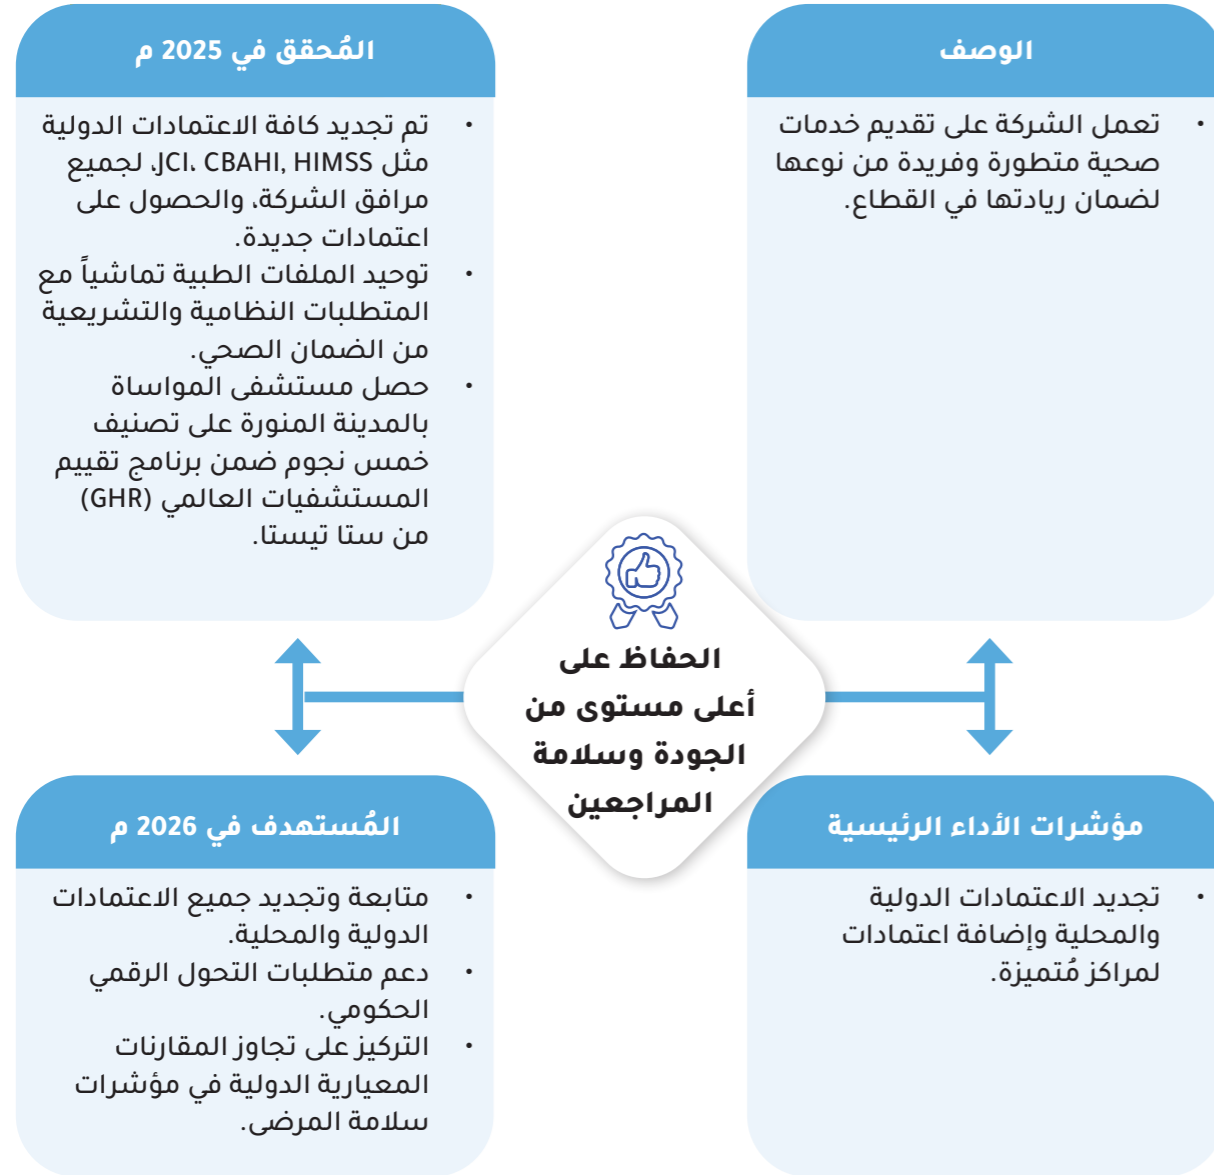 الوصف
• تعمل الشركة على تقديم خدمات
صحية متطورة وفريدة من نوعها
لضمان ريادتها في القطاع.
المُحقق في 2025 م
• تم تجديد كافة الاعتمادات الدولية
مثل JCI، CBAHI, HIMSS، لجميع
مرافق الشركة، والحصول على
اعتمادات جديدة.
• توحيد الملفات الطبية تماشياً مع
المتطلبات النظامية والتشريعية
من الضمان الصحي.
• حصل مستشفى المواساة
بالمدينة المنورة على تصنيف
خمس نجوم ضمن برنامج تقييم
المستشفيات العالمي (GHR)
من ستا تيستا.
الحفاظ على
أعلى مستوى من
الجودة وسلامة
المراجعين
مؤشرات الأداء الرئيسية
• تجديد الاعتمادات الدولية
والمحلية وإضافة اعتمادات
لمراكز مُتميزة.
المُستهدف في 2026 م
• متابعة وتجديد جميع الاعتمادات
الدولية والمحلية.
• دعم متطلبات التحول الرقمي
الحكومي.
• التركيز على تجاوز المقارنات
المعيارية الدولية في مؤشرات
سلامة المرضى.